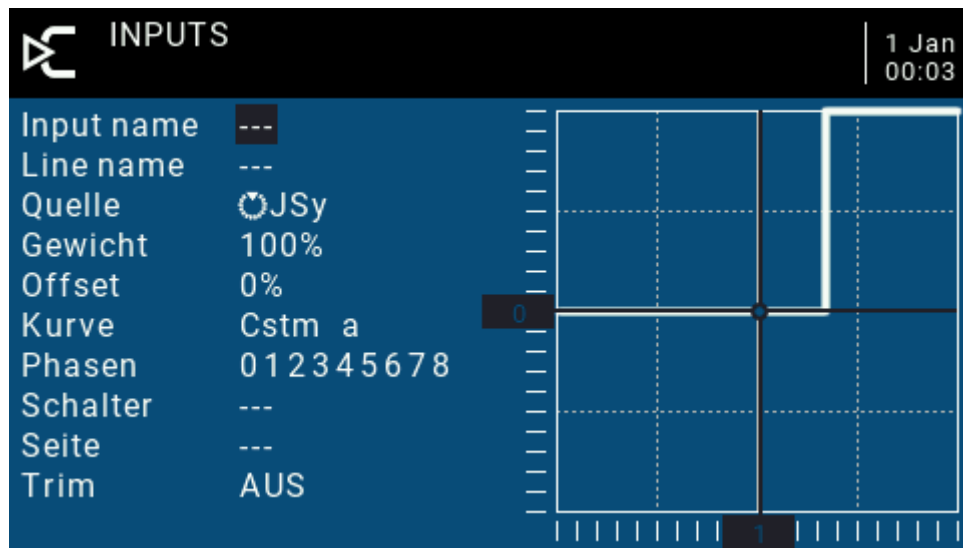 INPUTS
1 Jan
00:03
Input name ---
Line name ---
Quelle JSy
Gewicht 100%
Offset 0%
Kurve Cstm a
Phasen 012345678
Schalter ---
Seite ---
Trim AUS
0
1